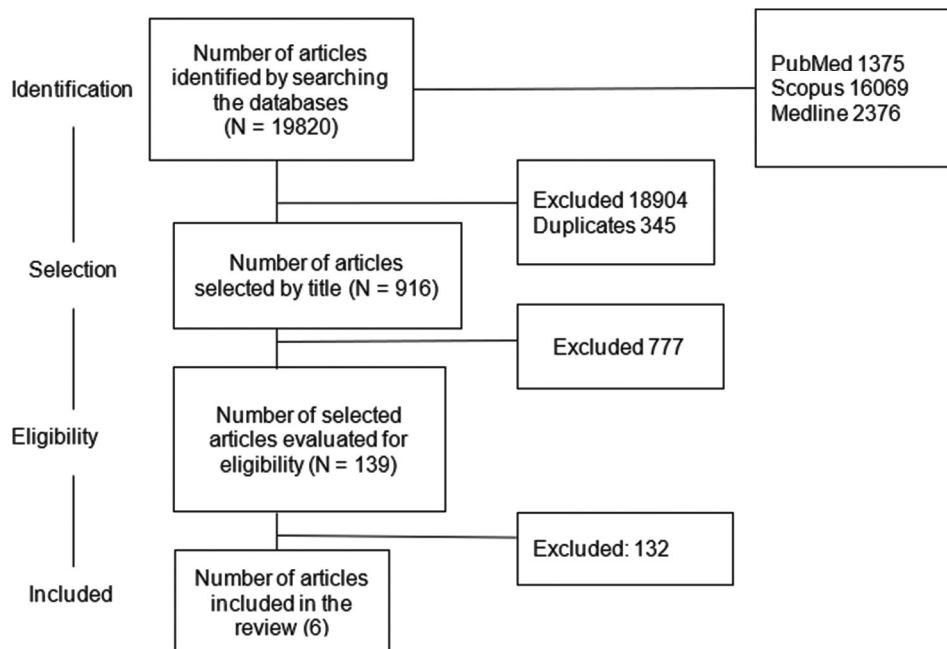 Identification
Number of articles
identified by searching
the databases
(N = 19820)
PubMed 1375
Scopus 16069
Medline 2376
Excluded 18904
Duplicates 345
Selection
Number of articles
selected by title (N = 916)
Excluded 777
Eligibility
Number of selected
articles evaluated for
eligibility (N = 139)
Excluded: 132
Included
Number of articles
included in the
review (6)